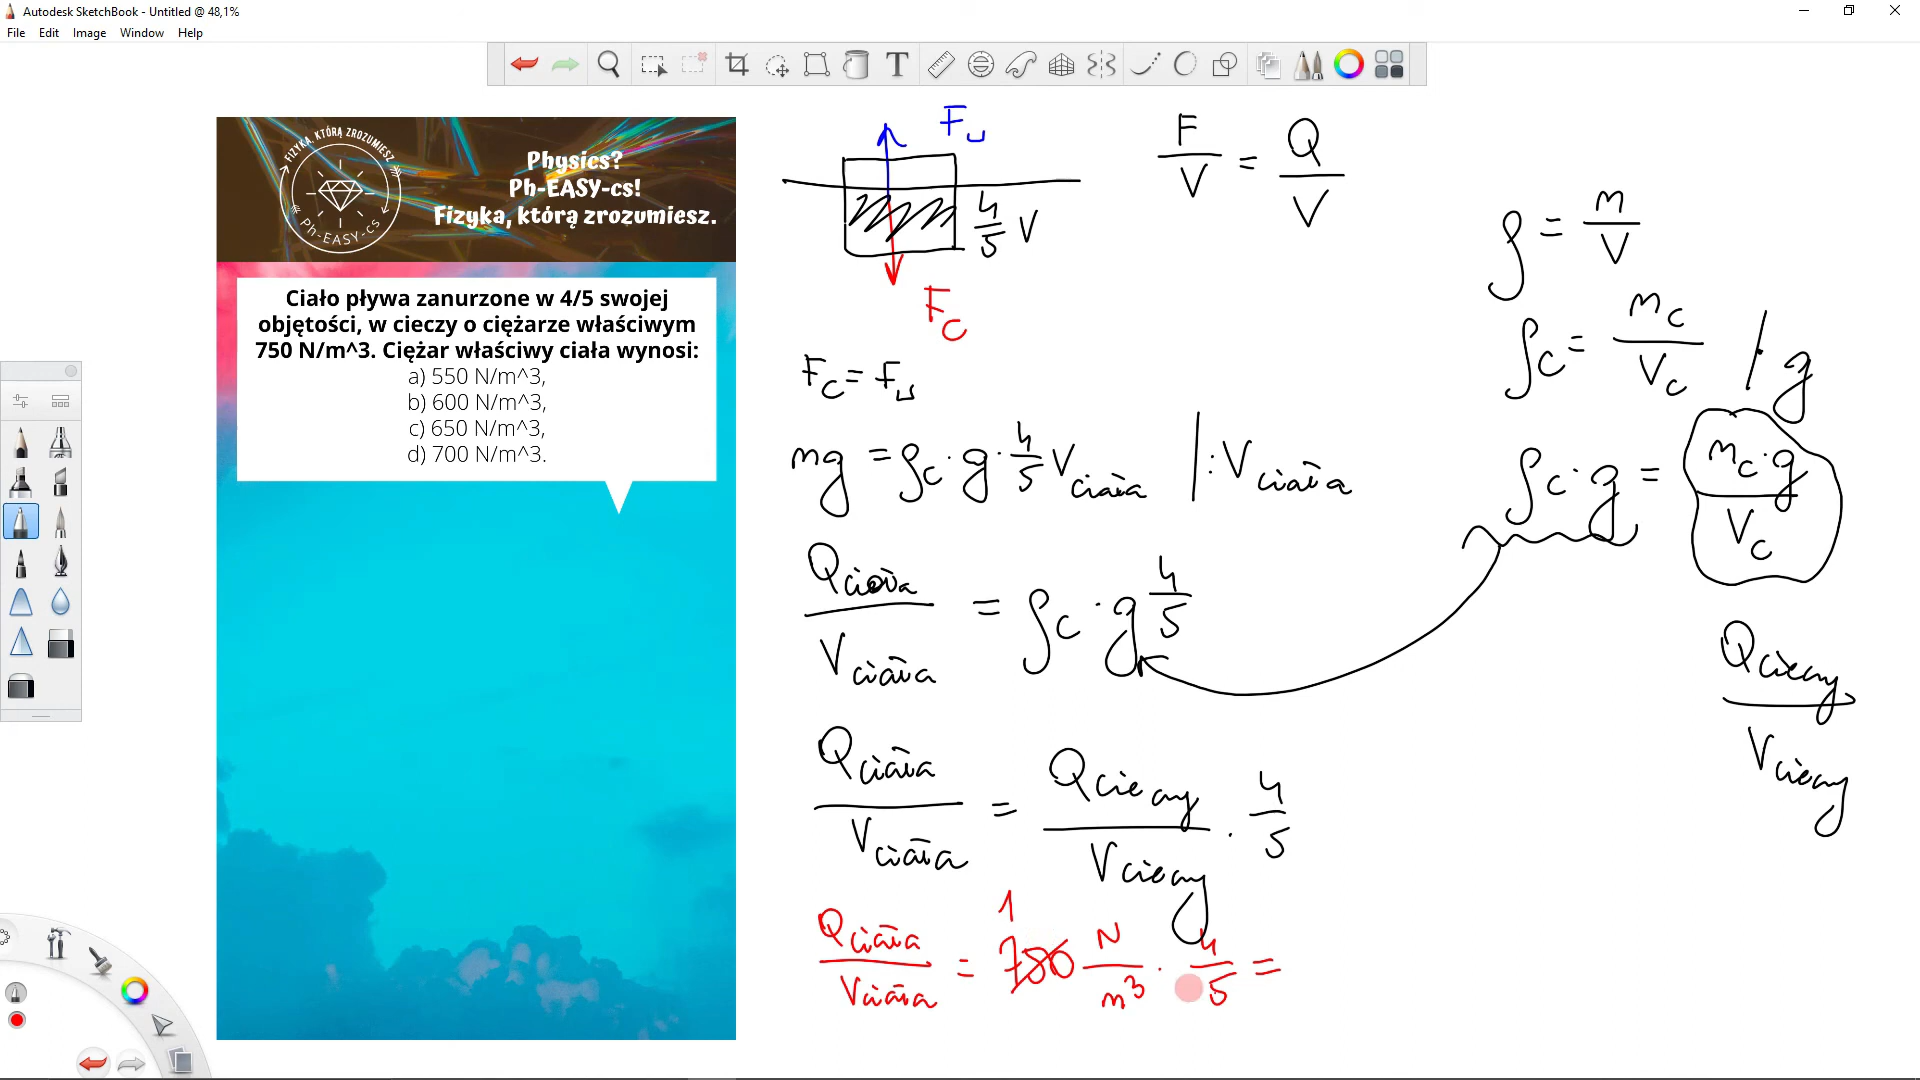 Autodesk SketchBook - Untitled @ 48,1%
File Edit Image Window Help
FIZYKA, KTÓRĄ ZROZUMIESZ
Ph-EASY-cs
Physics?
Ph-EASY-cs!
Fizyka, którą zrozumiesz.
Ciało pływa zanurzone w 4/5 swojej
objętości, w cieczy o ciężarze właściwym
750 N/m^3. Ciężar właściwy ciała wynosi:
a) 550 N/m^3,
b) 600 N/m^3,
c) 650 N/m^3,
d) 700 N/m^3.
Fw
4/5 V
Fc
F/V = Q/V
Fc = Fw
mg = ρc · g · 4/5 Vciała | : Vciała
Qciała/Vciała = ρc · g 4/5
Qciała/Vciała = Qcieczy/Vcieczy · 4/5
Qciała/Vciała = 750 N/m³ · 4/5 =
1
ρ = m/V
ρc = mc/Vc | · g
ρc · g = mc · g/Vc
Qcieczy/Vcieczy